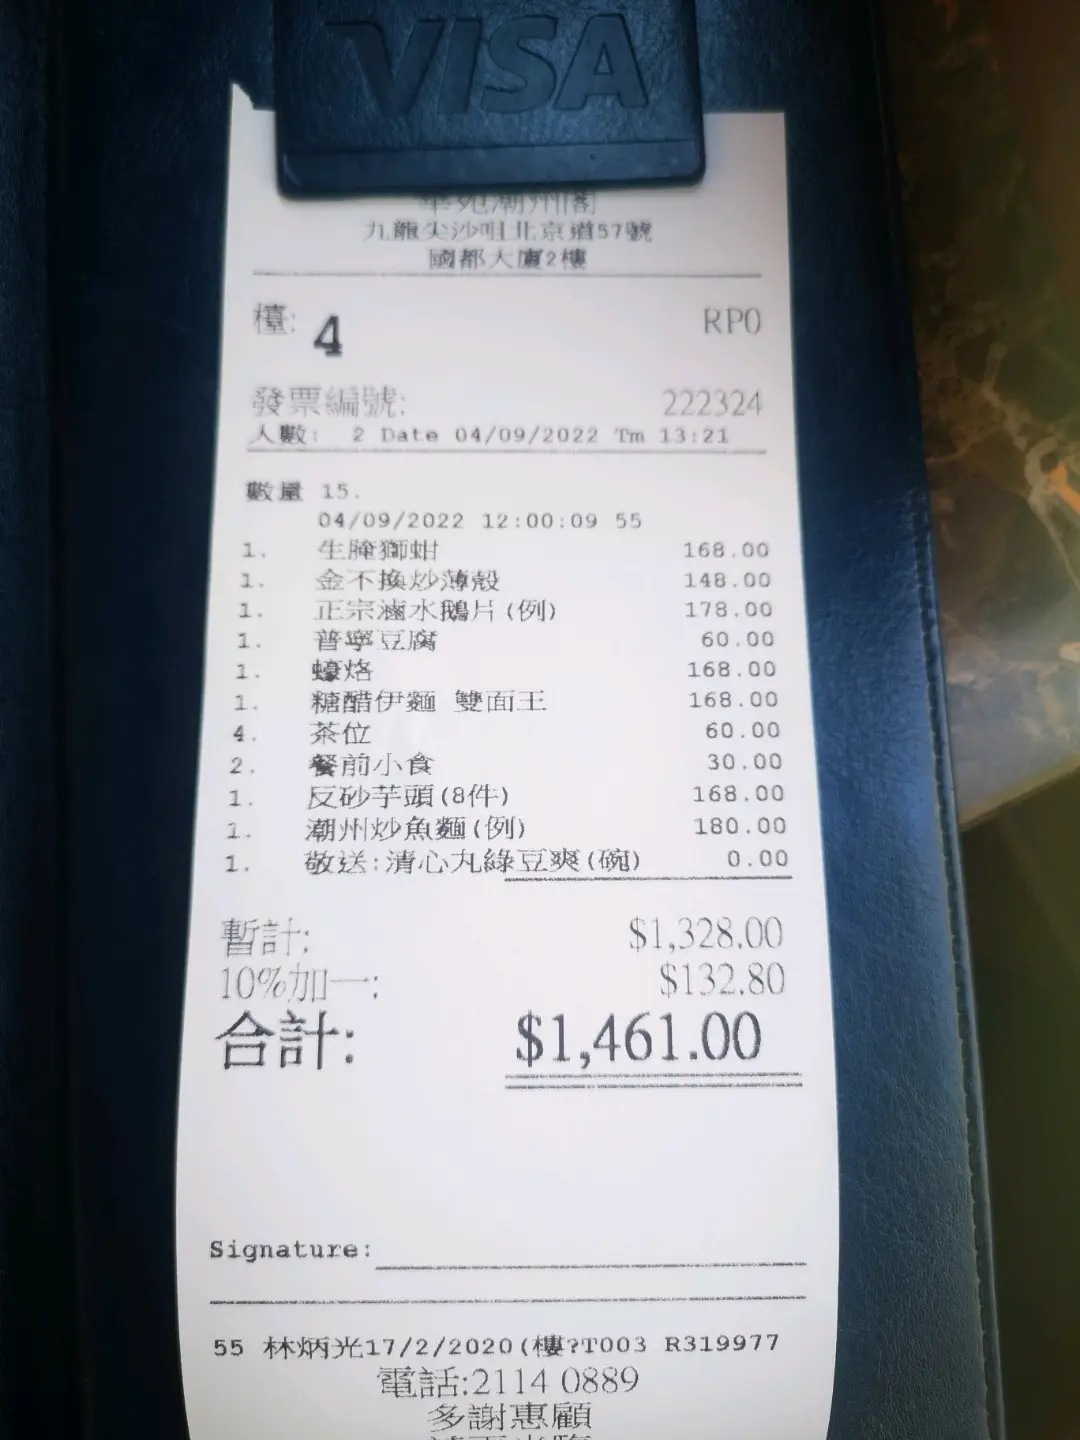 VISA
華苑潮州閣
九龍尖沙咀北京道57號
國都大廈2樓
檯: 4 RP0
發票編號: 222324
人數: 2 Date 04/09/2022 Tm 13:21
數量 15.
04/09/2022 12:00:09 55
1. 生腌獅蚶 168.00
1. 金不換炒薄殼 148.00
1. 正宗滷水鵝片(例) 178.00
1. 普寧豆腐 60.00
1. 蠔烙 168.00
1. 糖醋伊麵 雙面王 168.00
4. 茶位 60.00
2. 餐前小食 30.00
1. 反砂芋頭(8件) 168.00
1. 潮州炒魚麵(例) 180.00
1. 敬送:清心丸綠豆爽(碗) 0.00
暫計: $1,328.00
10%加一: $132.80
合計: $1,461.00
Signature:
55 林炳光17/2/2020(樓?T003 R319977
電話:2114 0889
多謝惠顧